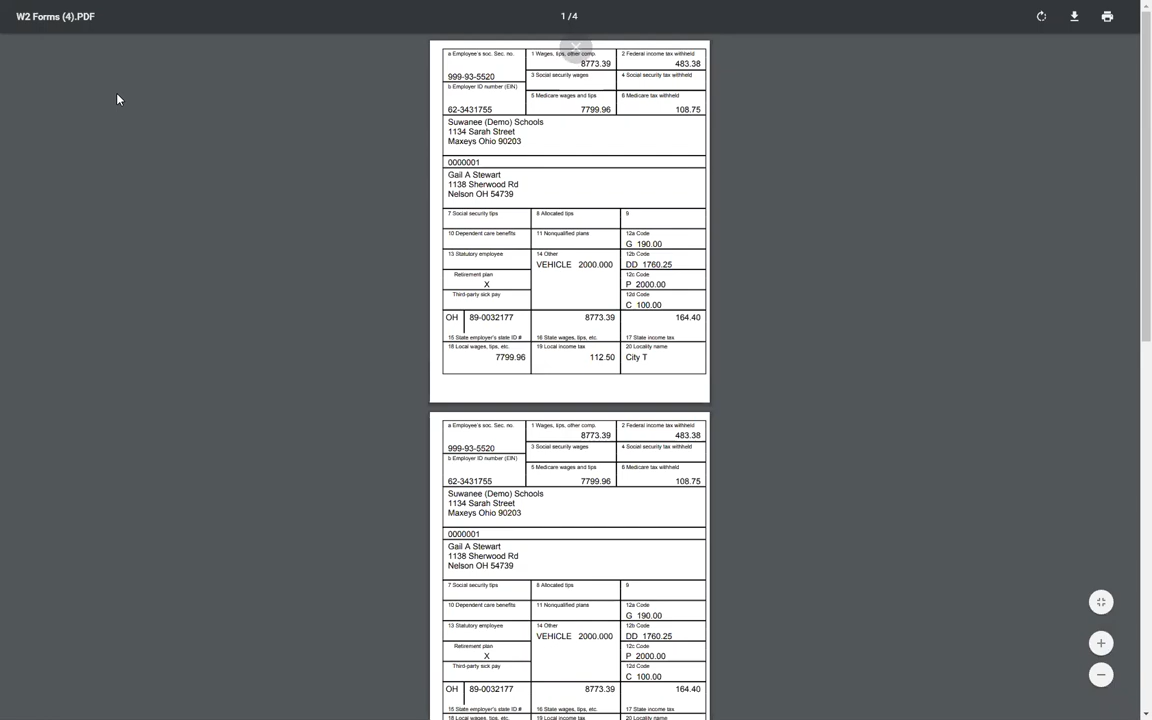 W2 Forms (4).PDF
1 / 4
a Employee's soc. Sec. no.
1 Wages, tips, other comp.
2 Federal income tax withheld
8773.39
483.38
999-93-5520
3 Social security wages
4 Social security tax withheld
b Employer ID number (EIN)
5 Medicare wages and tips
6 Medicare tax withheld
62-3431755
7799.96
108.75
Suwanee (Demo) Schools
1134 Sarah Street
Maxeys Ohio 90203
0000001
Gail A Stewart
1138 Sherwood Rd
Nelson OH 54739
7 Social security tips
8 Allocated tips
9
10 Dependent care benefits
11 Nonqualified plans
12a Code
G 190.00
13 Statutory employee
14 Other
12b Code
VEHICLE 2000.000
DD 1760.25
Retirement plan
12c Code
X
P 2000.00
Third-party sick pay
12d Code
C 100.00
OH
89-0032177
8773.39
164.40
15 State employer's state ID #
16 State wages, tips, etc.
17 State income tax
18 Local wages, tips, etc.
19 Local income tax
20 Locality name
7799.96
112.50
City T
a Employee's soc. Sec. no.
1 Wages, tips, other comp.
2 Federal income tax withheld
8773.39
483.38
999-93-5520
3 Social security wages
4 Social security tax withheld
b Employer ID number (EIN)
5 Medicare wages and tips
6 Medicare tax withheld
62-3431755
7799.96
108.75
Suwanee (Demo) Schools
1134 Sarah Street
Maxeys Ohio 90203
0000001
Gail A Stewart
1138 Sherwood Rd
Nelson OH 54739
7 Social security tips
8 Allocated tips
9
10 Dependent care benefits
11 Nonqualified plans
12a Code
G 190.00
13 Statutory employee
14 Other
12b Code
VEHICLE 2000.000
DD 1760.25
Retirement plan
12c Code
X
P 2000.00
Third-party sick pay
12d Code
C 100.00
OH
89-0032177
8773.39
164.40
15 State employer's state ID #
16 State wages, tips, etc.
17 State income tax
18 Local wages, tips, etc.
19 Local income tax
20 Locality name